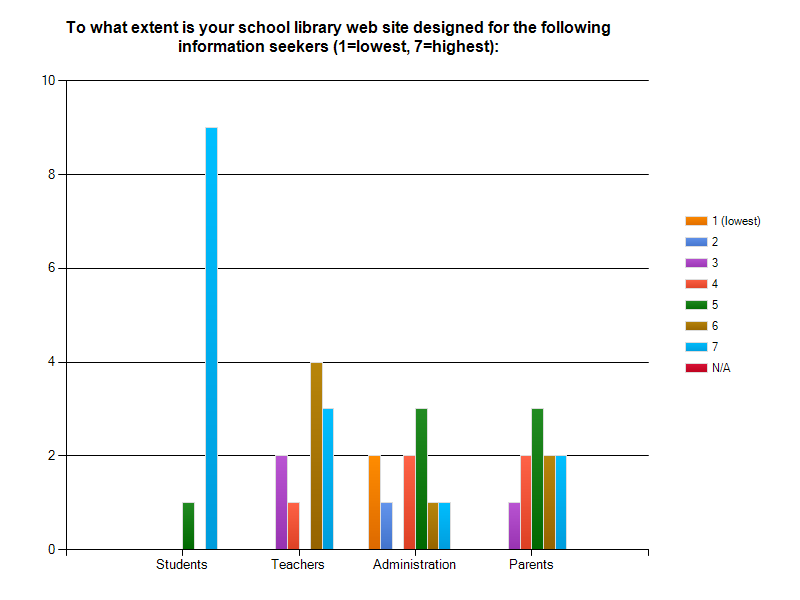 To what extent is your school library web site designed for the following
information seekers (1=lowest, 7=highest):
10
8
6
4
2
0
Students
Teachers
Administration
Parents
1 (lowest)
2
3
4
5
6
7
N/A